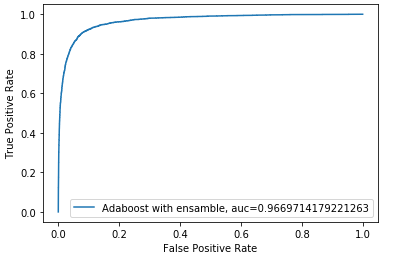 1.0
0.8
0.6
0.4
0.2
0.0
True Positive Rate
Adaboost with ensamble, auc=0.9669714179221263
0.0 0.2 0.4 0.6 0.8 1.0
False Positive Rate